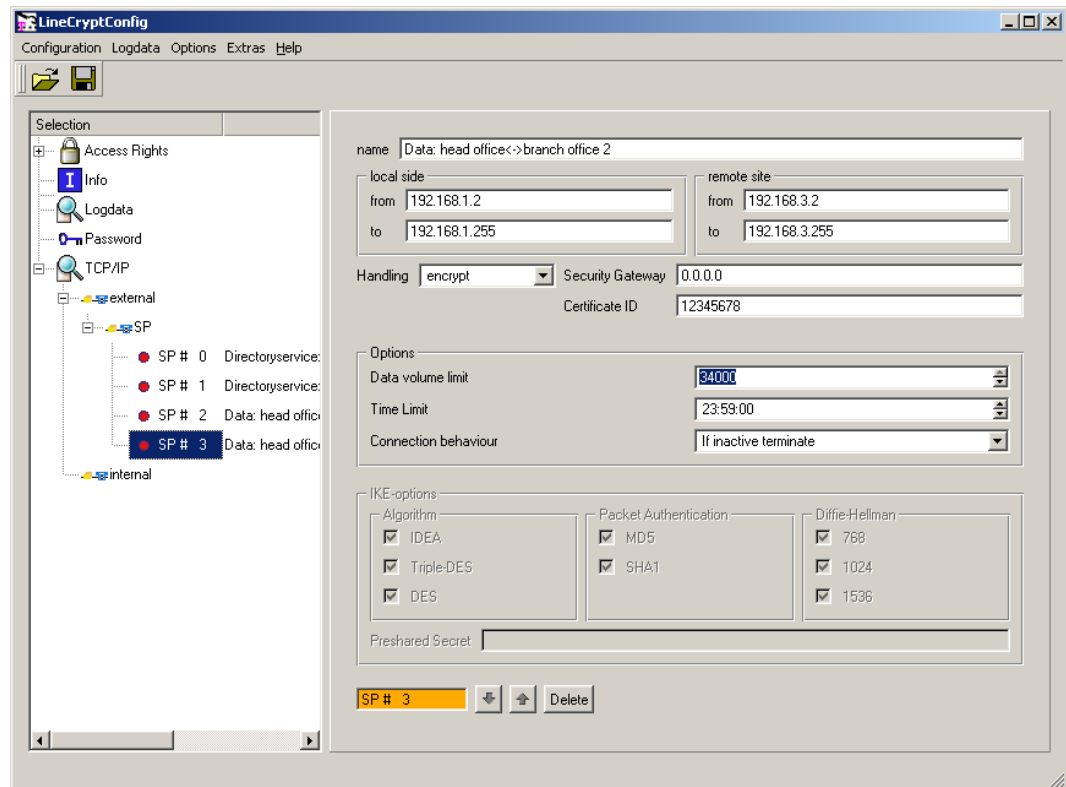 LineCryptConfig
Configuration Logdata Options Extras Help
Selection
Access Rights
I Info
Logdata
Password
TCP/IP
external
SP
SP # 0 Directoryservice:
SP # 1 Directoryservice:
SP # 2 Data: head offic
SP # 3 Data: head offic
internal
name Data: head office<->branch office 2
local side
from 192.168.1.2
to 192.168.1.255
remote site
from 192.168.3.2
to 192.168.3.255
Handling encrypt Security Gateway 0.0.0.0
Certificate ID 12345678
Options
Data volume limit 34000
Time Limit 23:59:00
Connection behaviour If inactive terminate
IKE-options
Algorithm
IDEA
Triple-DES
DES
Packet Authentication
MD5
SHA1
Diffie-Hellman
768
1024
1536
Preshared Secret
SP # 3 Delete